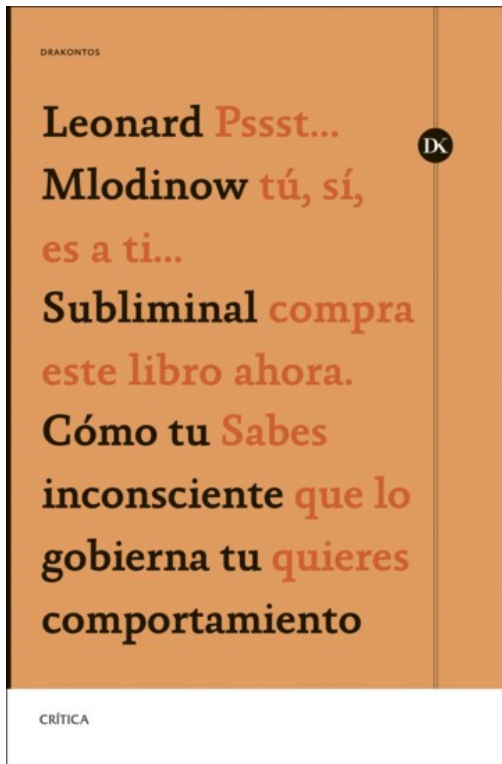 DRAKONTOS
Leonard Pssst...
DK
Mlodinow tú, sí,
es a ti...
Subliminal compra
este libro ahora.
Cómo tu Sabes
inconsciente que lo
gobierna tu quieres
comportamiento
CRÍTICA